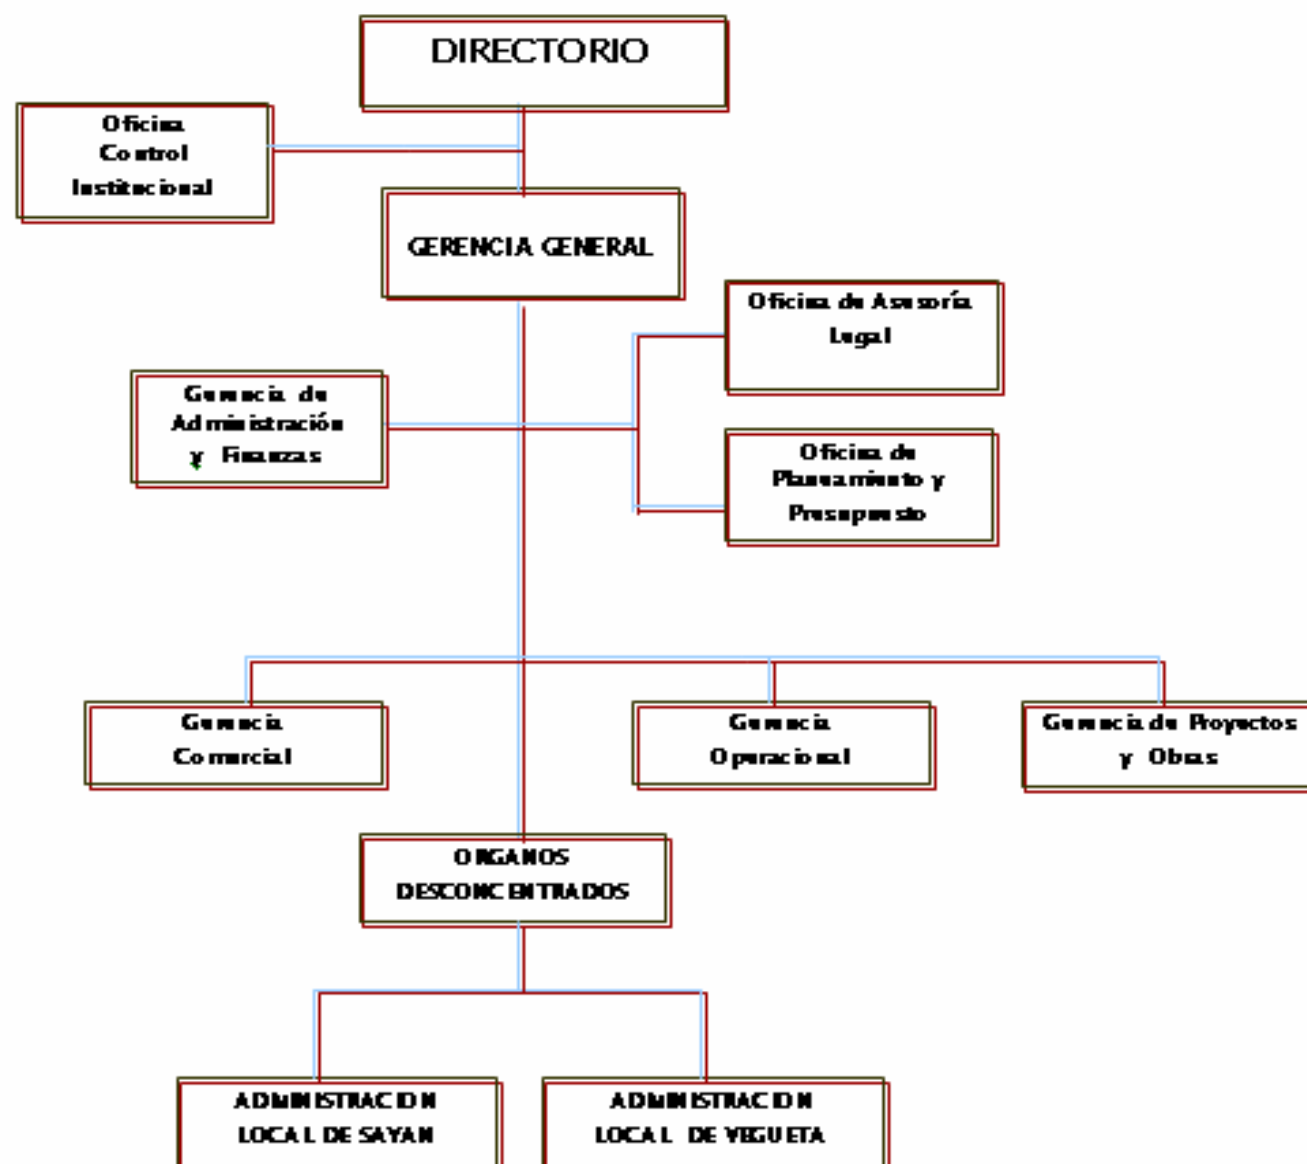 DIRECTORIO
Oficina
Control
Institucional
GERENCIA GENERAL
Oficina de Asesoría
Legal
Gerencia de
Administración
y Finanzas
Oficina de
Planeamiento y
Presupuesto
Gerencia
Comercial
Gerencia
Operacional
Gerencia de Proyectos
y Obras
ORGANOS
DESCONCENTRADOS
ADMINISTRACION
LOCAL DE SAYAN
ADMINISTRACION
LOCAL DE VEGUETA